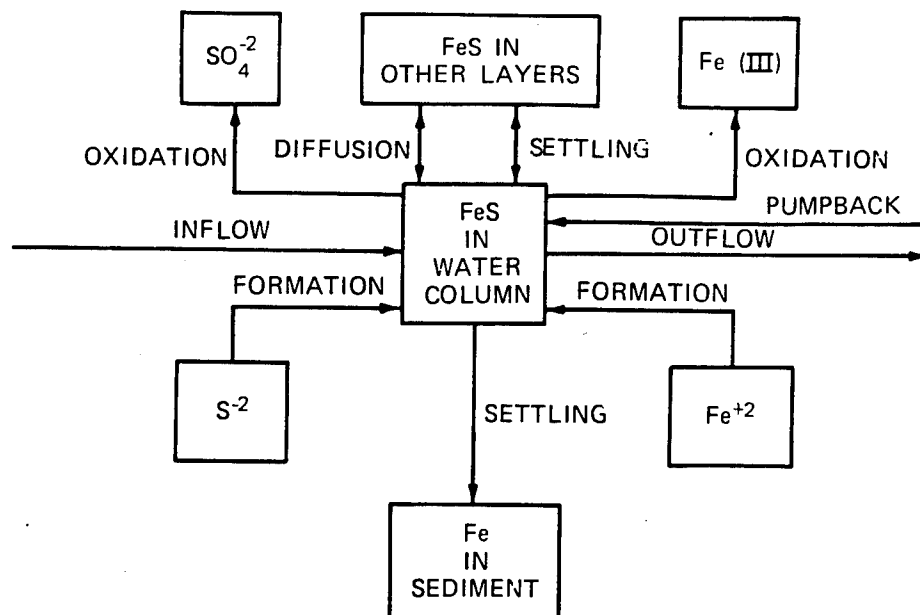 SO₄⁻²
FeS IN
OTHER LAYERS
Fe (III)
OXIDATION
DIFFUSION
SETTLING
OXIDATION
PUMPBACK
INFLOW
FeS
IN
WATER
COLUMN
OUTFLOW
FORMATION
FORMATION
S⁻²
SETTLING
Fe⁺²
Fe
IN
SEDIMENT